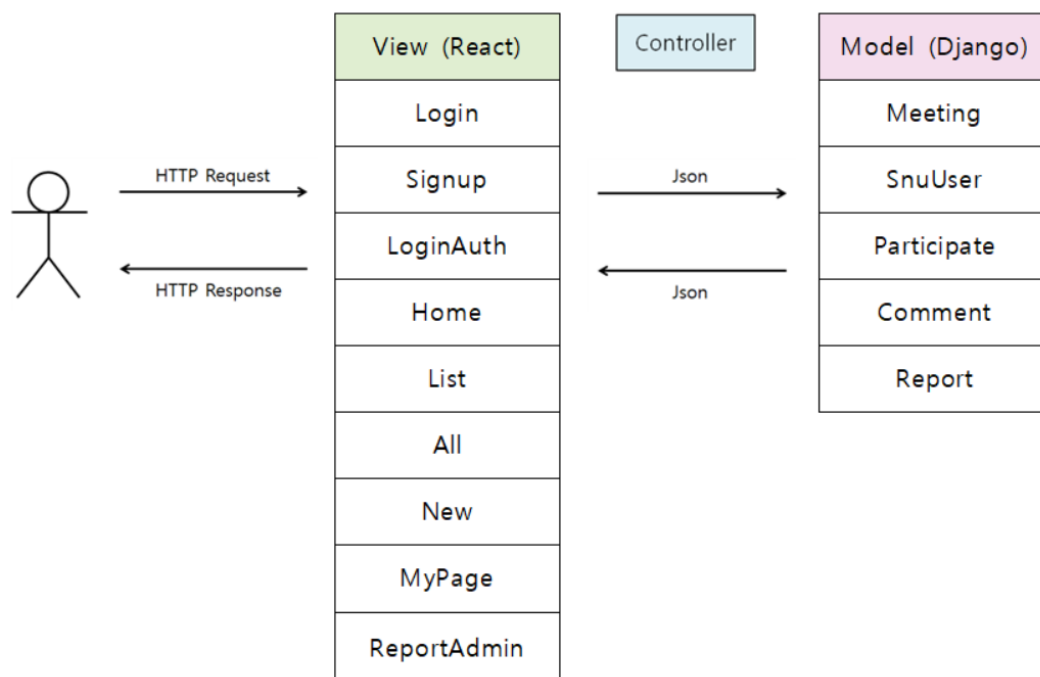 View (React)
Controller
Model (Django)
Login
Meeting
HTTP Request
Signup
Json
SnuUser
LoginAuth
Participate
HTTP Response
Json
Home
Comment
List
Report
All
New
MyPage
ReportAdmin